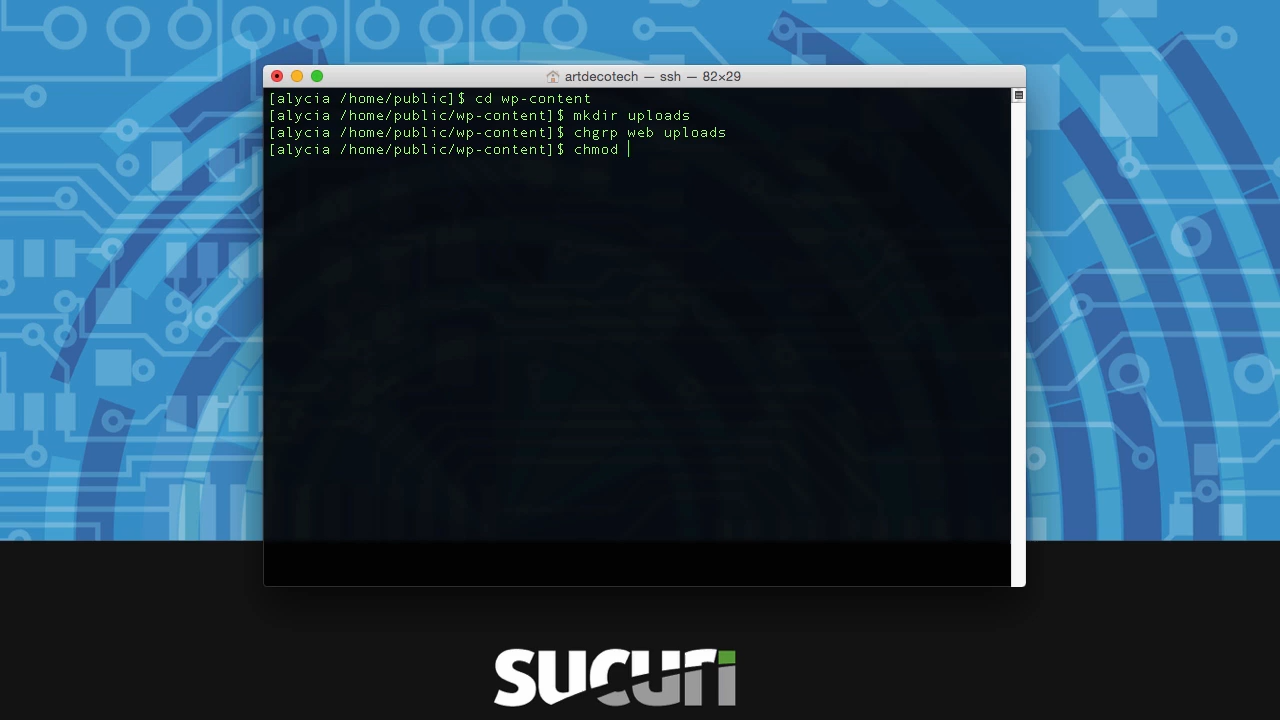 artdecotech — ssh — 82×29
[alycia /home/public]$ cd wp-content
[alycia /home/public/wp-content]$ mkdir uploads
[alycia /home/public/wp-content]$ chgrp web uploads
[alycia /home/public/wp-content]$ chmod
sucuri